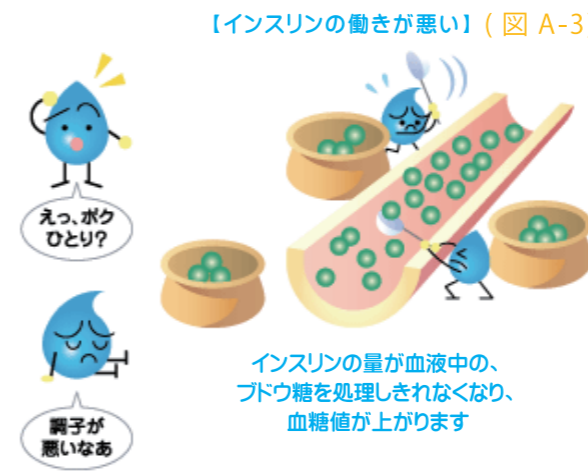 【インスリンの働きが悪い】(図 A-3
えっ、ボク
ひとり?
調子が
悪いなあ
インスリンの量が血液中の、
ブドウ糖を処理しきれなくなり、
血糖値が上がります